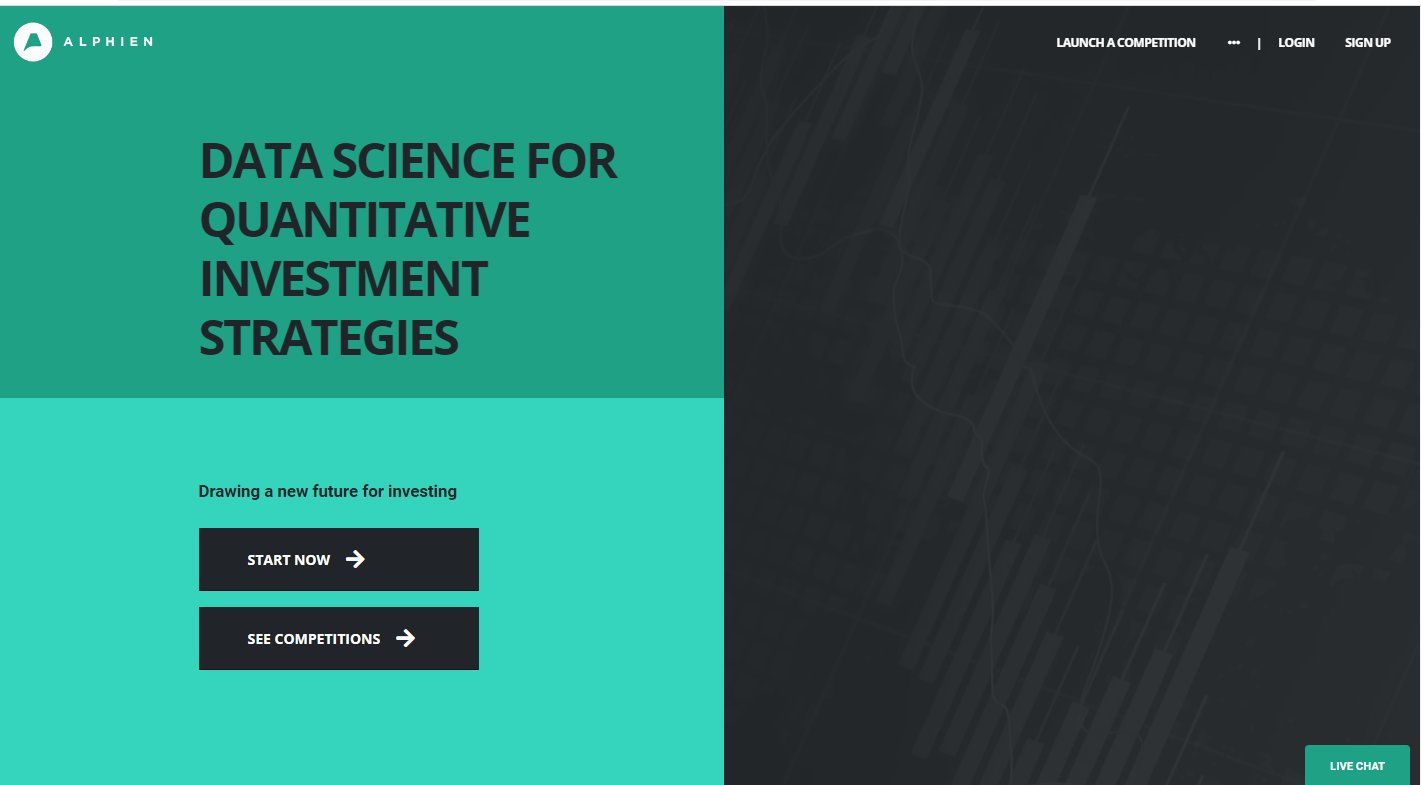 ALPHIEN
LAUNCH A COMPETITION ••• | LOGIN SIGN UP
DATA SCIENCE FOR
QUANTITATIVE
INVESTMENT
STRATEGIES
Drawing a new future for investing
START NOW
SEE COMPETITIONS
LIVE CHAT